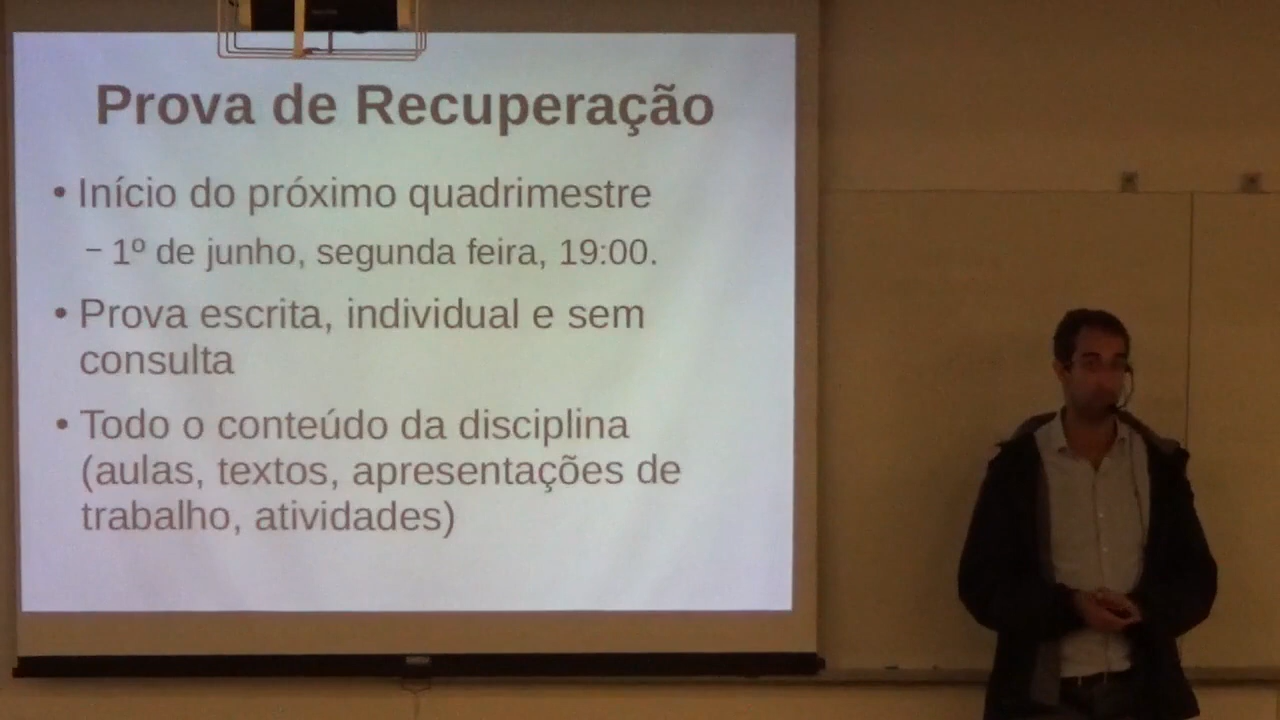 Prova de Recuperação
• Início do próximo quadrimestre
– 1º de junho, segunda feira, 19:00.
• Prova escrita, individual e sem
consulta
• Todo o conteúdo da disciplina
(aulas, textos, apresentações de
trabalho, atividades)